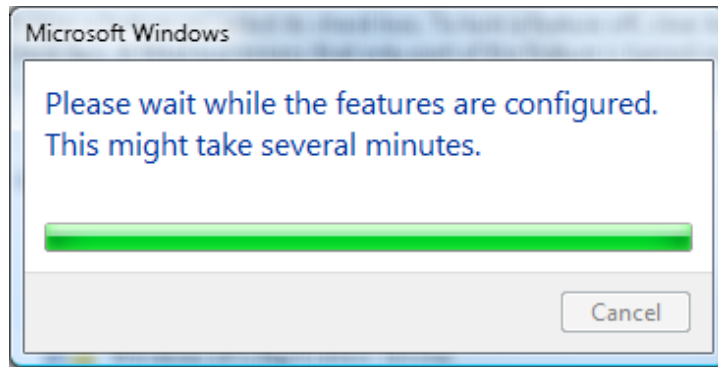 Microsoft Windows
Please wait while the features are configured.
This might take several minutes.
Cancel